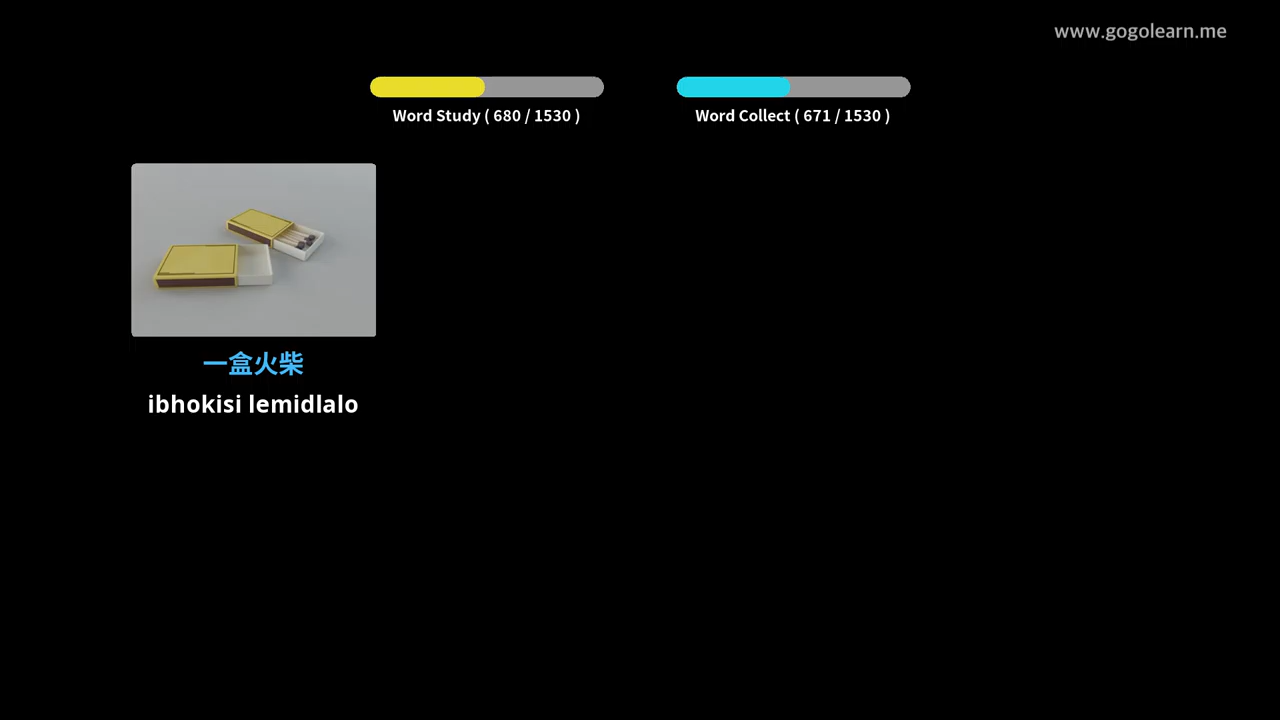 www.gogolearn.me
Word Study ( 680 / 1530 )
Word Collect ( 671 / 1530 )
一盒火柴
ibhokisi lemidlalo